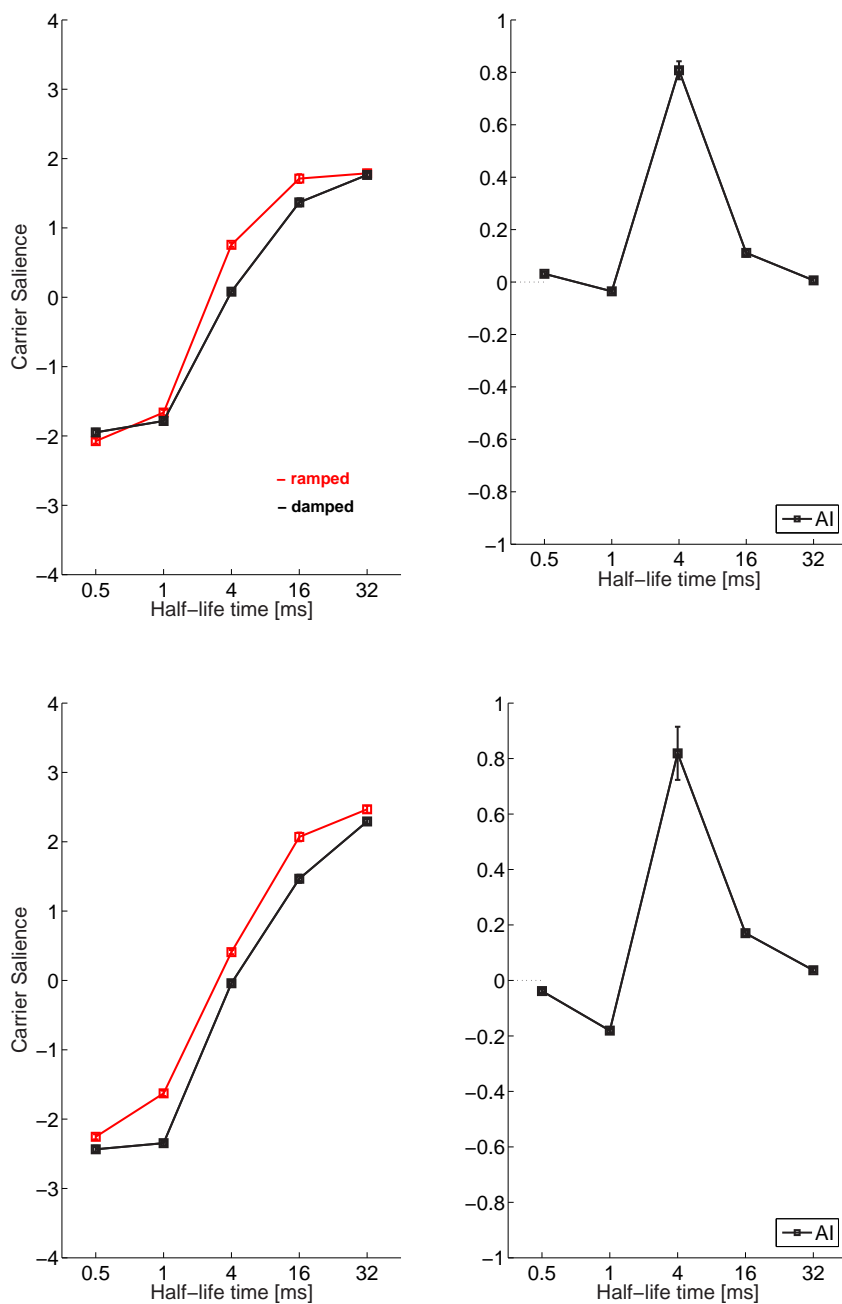 4
3
2
1
0
−1
−2
−3
−4
Carrier Salience
− ramped
− damped
0.5 1 4 16 32
Half−life time [ms]
1
0.8
0.6
0.4
0.2
0
−0.2
−0.4
−0.6
−0.8
−1
AI
0.5 1 4 16 32
Half−life time [ms]
4
3
2
1
0
−1
−2
−3
−4
Carrier Salience
0.5 1 4 16 32
Half−life time [ms]
1
0.8
0.6
0.4
0.2
0
−0.2
−0.4
−0.6
−0.8
−1
AI
0.5 1 4 16 32
Half−life time [ms]